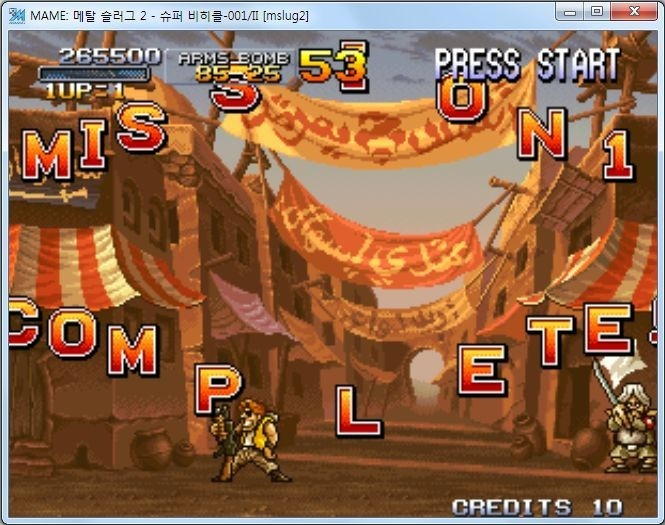 MAME: 메탈 슬러그 2 - 슈퍼 비히클-001/II [mslug2]
265500 ARMS BOMB 53 PRESS START
85 25
1UP=1
MISSION 1
COMPLETE!
CREDITS 10